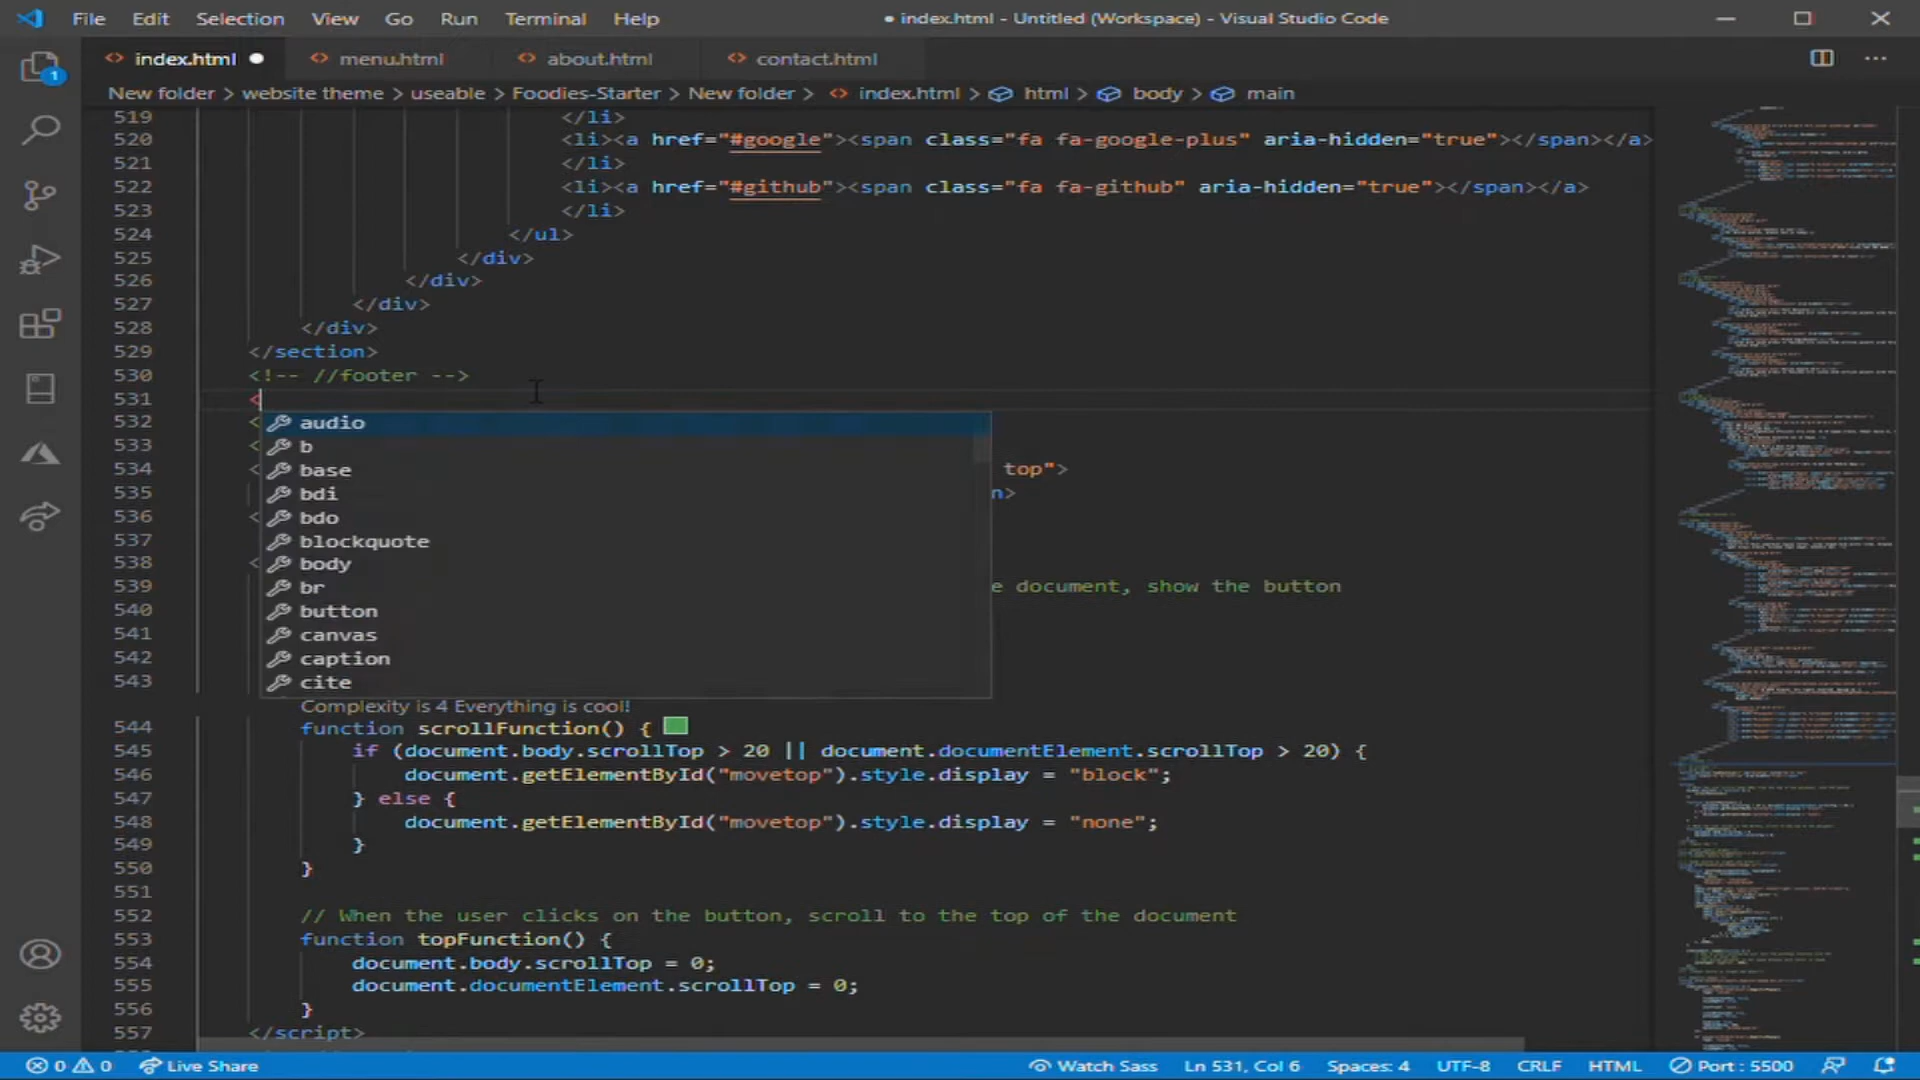 File Edit Selection View Go Run Terminal Help ● index.html - Untitled (Workspace) - Visual Studio Code
index.html menu.html about.html contact.html
New folder > website theme > useable > Foodies-Starter > New folder > index.html > html > body > main
519 </li>
520 <li><a href="#google"><span class="fa fa-google-plus" aria-hidden="true"></span></a>
521 </li>
522 <li><a href="#github"><span class="fa fa-github" aria-hidden="true"></span></a>
523 </li>
524 </ul>
525 </div>
526 </div>
527 </div>
528 </div>
529 </section>
530 <!-- //footer -->
531 <
audio
532 <
b
533 <
base
534 < top">
bdi
535 n>
bdo
536 <
blockquote
537
body
538 <
br
539 e document, show the button
button
540
canvas
541
caption
542
cite
543
Complexity is 4 Everything is cool!
544 function scrollFunction() {
545 if (document.body.scrollTop > 20 || document.documentElement.scrollTop > 20) {
546 document.getElementById("movetop").style.display = "block";
547 } else {
548 document.getElementById("movetop").style.display = "none";
549 }
550 }
551
552 // When the user clicks on the button, scroll to the top of the document
553 function topFunction() {
554 document.body.scrollTop = 0;
555 document.documentElement.scrollTop = 0;
556 }
557 </script>
0 0 Live Share Watch Sass Ln 531, Col 6 Spaces: 4 UTF-8 CRLF HTML Port : 5500